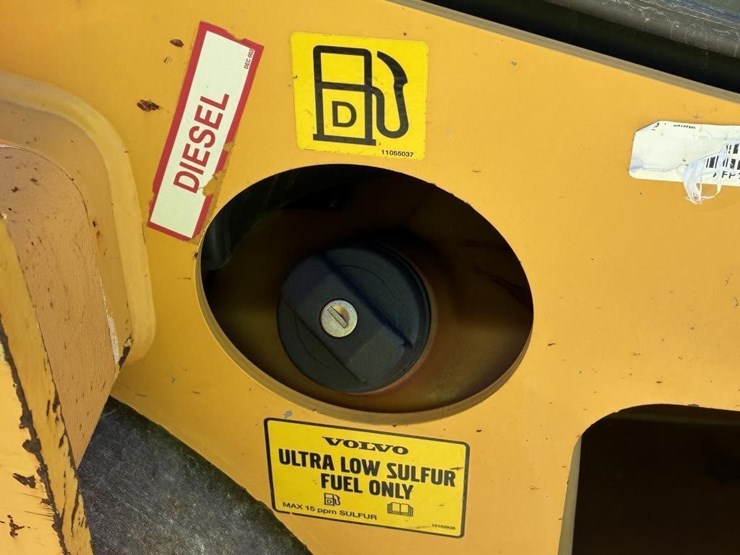 DIESEL
D
11055037
VOLVO
ULTRA LOW SULFUR
FUEL ONLY
MAX 15 ppm SULFUR